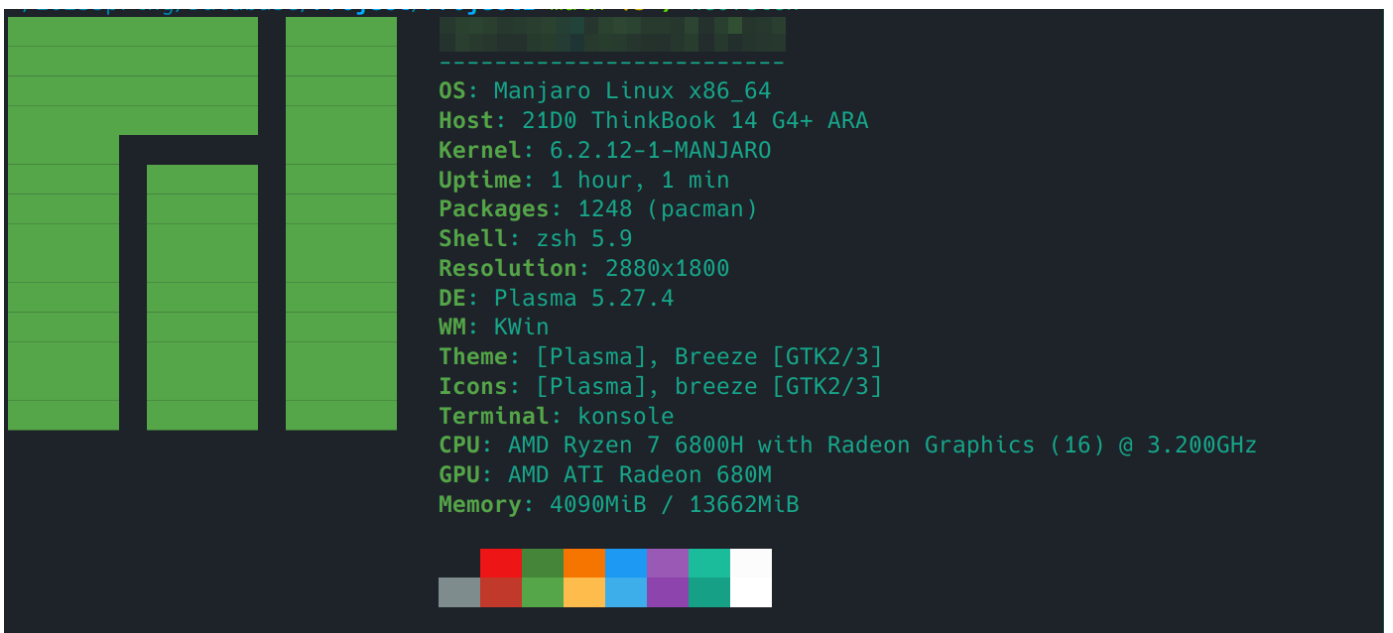 --------------------------
OS: Manjaro Linux x86_64
Host: 21D0 ThinkBook 14 G4+ ARA
Kernel: 6.2.12-1-MANJARO
Uptime: 1 hour, 1 min
Packages: 1248 (pacman)
Shell: zsh 5.9
Resolution: 2880x1800
DE: Plasma 5.27.4
WM: KWin
Theme: [Plasma], Breeze [GTK2/3]
Icons: [Plasma], breeze [GTK2/3]
Terminal: konsole
CPU: AMD Ryzen 7 6800H with Radeon Graphics (16) @ 3.200GHz
GPU: AMD ATI Radeon 680M
Memory: 4090MiB / 13662MiB